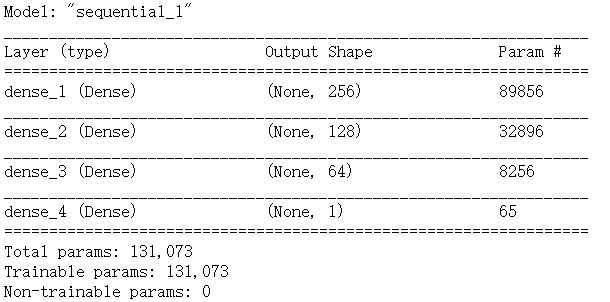 Model: "sequential_1"
_________________________________________________________________
Layer (type)                 Output Shape              Param #
=================================================================
dense_1 (Dense)              (None, 256)               89856
_________________________________________________________________
dense_2 (Dense)              (None, 128)               32896
_________________________________________________________________
dense_3 (Dense)              (None, 64)                8256
_________________________________________________________________
dense_4 (Dense)              (None, 1)                 65
=================================================================
Total params: 131,073
Trainable params: 131,073
Non-trainable params: 0